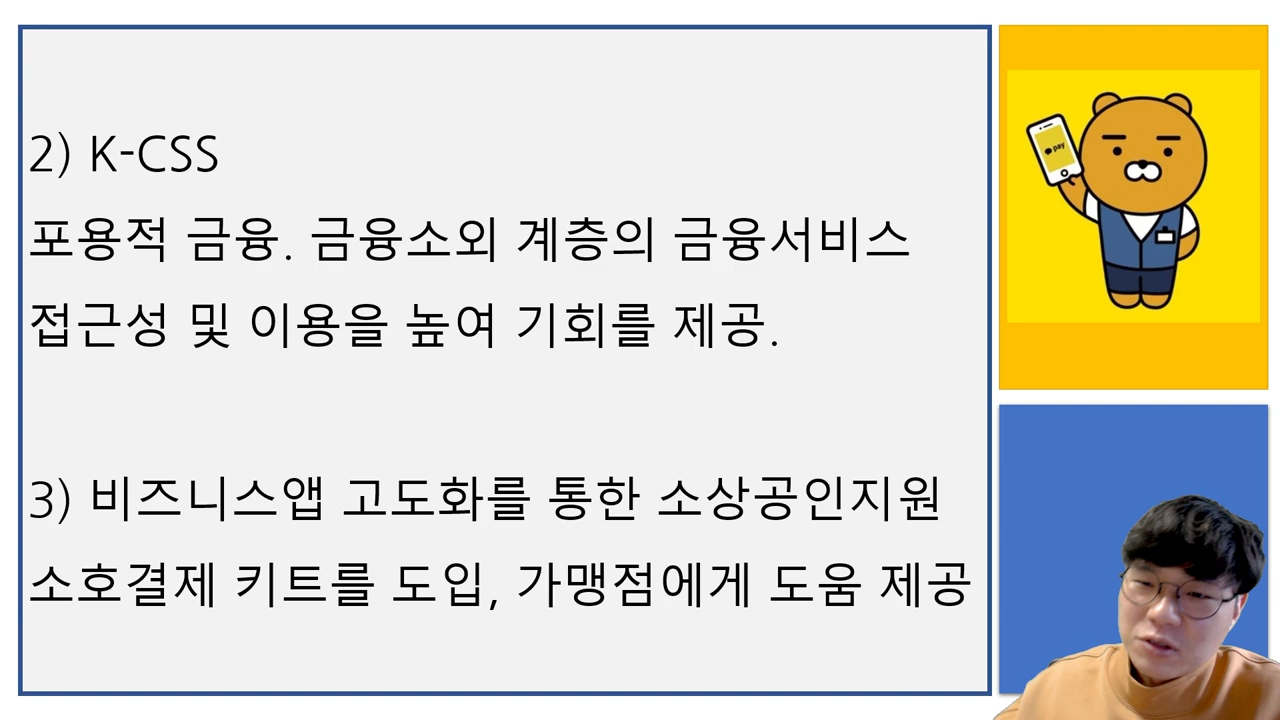 2) K-CSS
포용적 금융. 금융소외 계층의 금융서비스
접근성 및 이용을 높여 기회를 제공.
3) 비즈니스앱 고도화를 통한 소상공인지원
소호결제 키트를 도입, 가맹점에게 도움 제공
pay